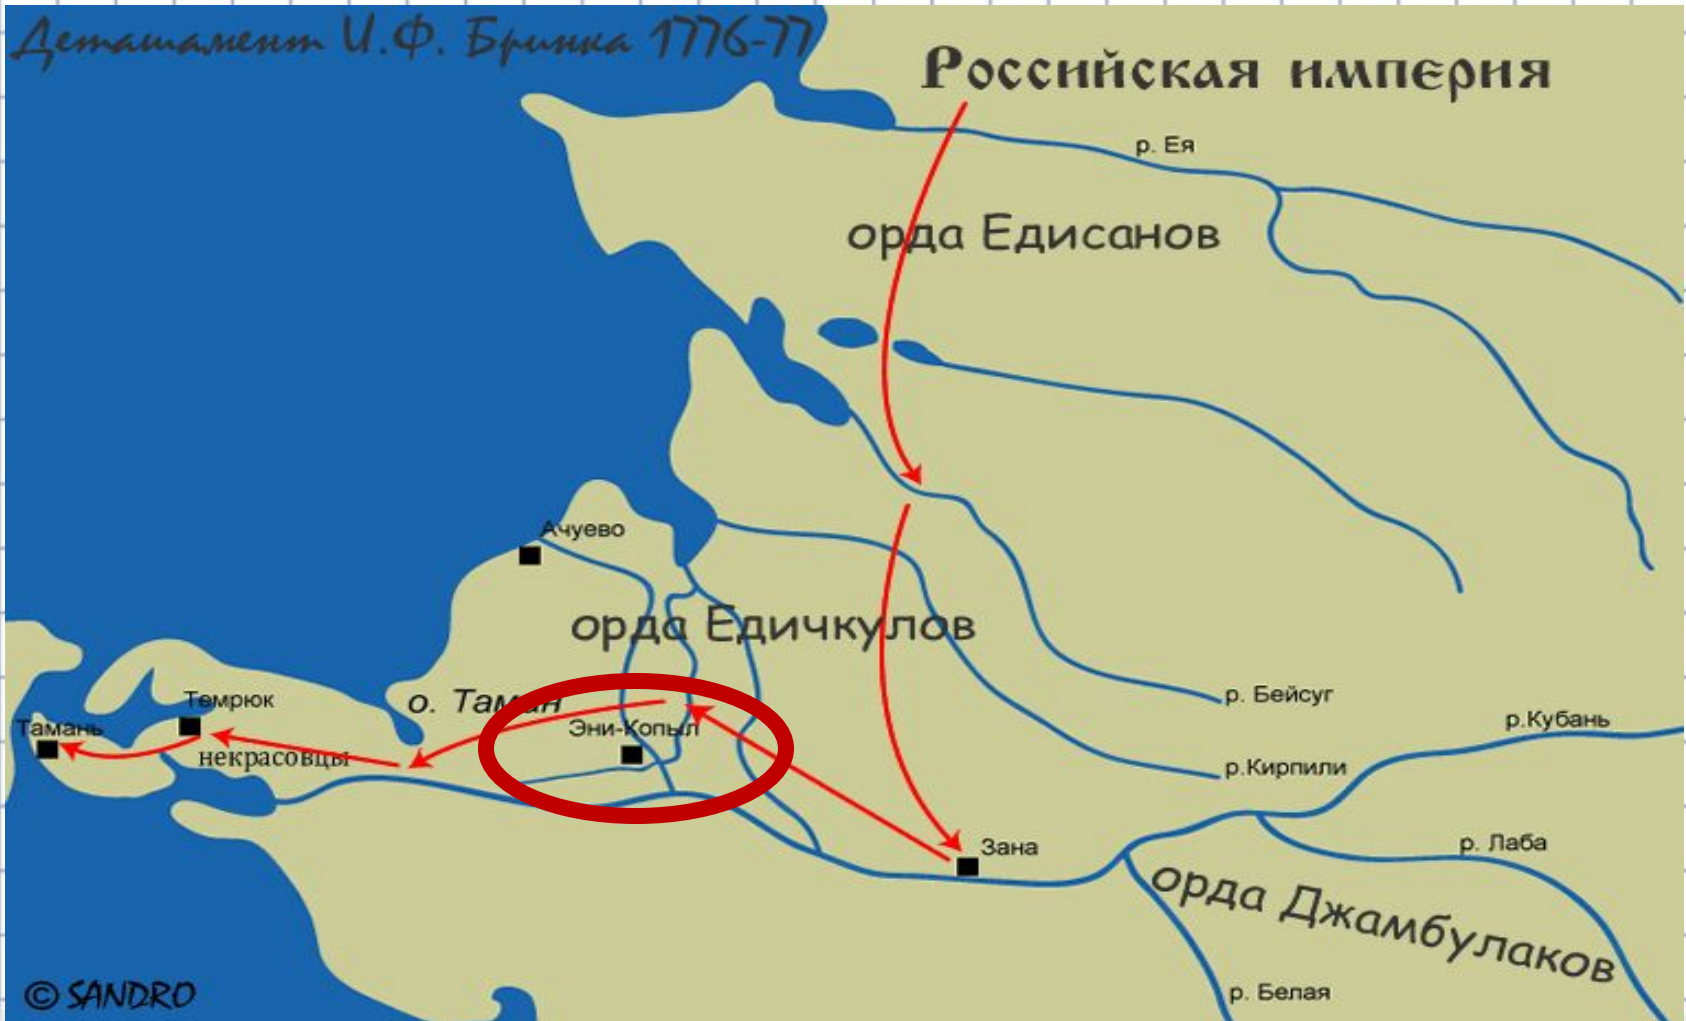 Деташамент И.Ф. Бринка 1776-77
Российская империя
р. Ея
орда Едисанов
Ачуево
орда Едичкулов
о. Таман
Темрюк
Тамань
некрасовцы
Эни-Копыл
р. Бейсуг
р.Кубань
р.Кирпили
Зана
р. Лаба
орда Джамбулаков
р. Белая
© SANDRO